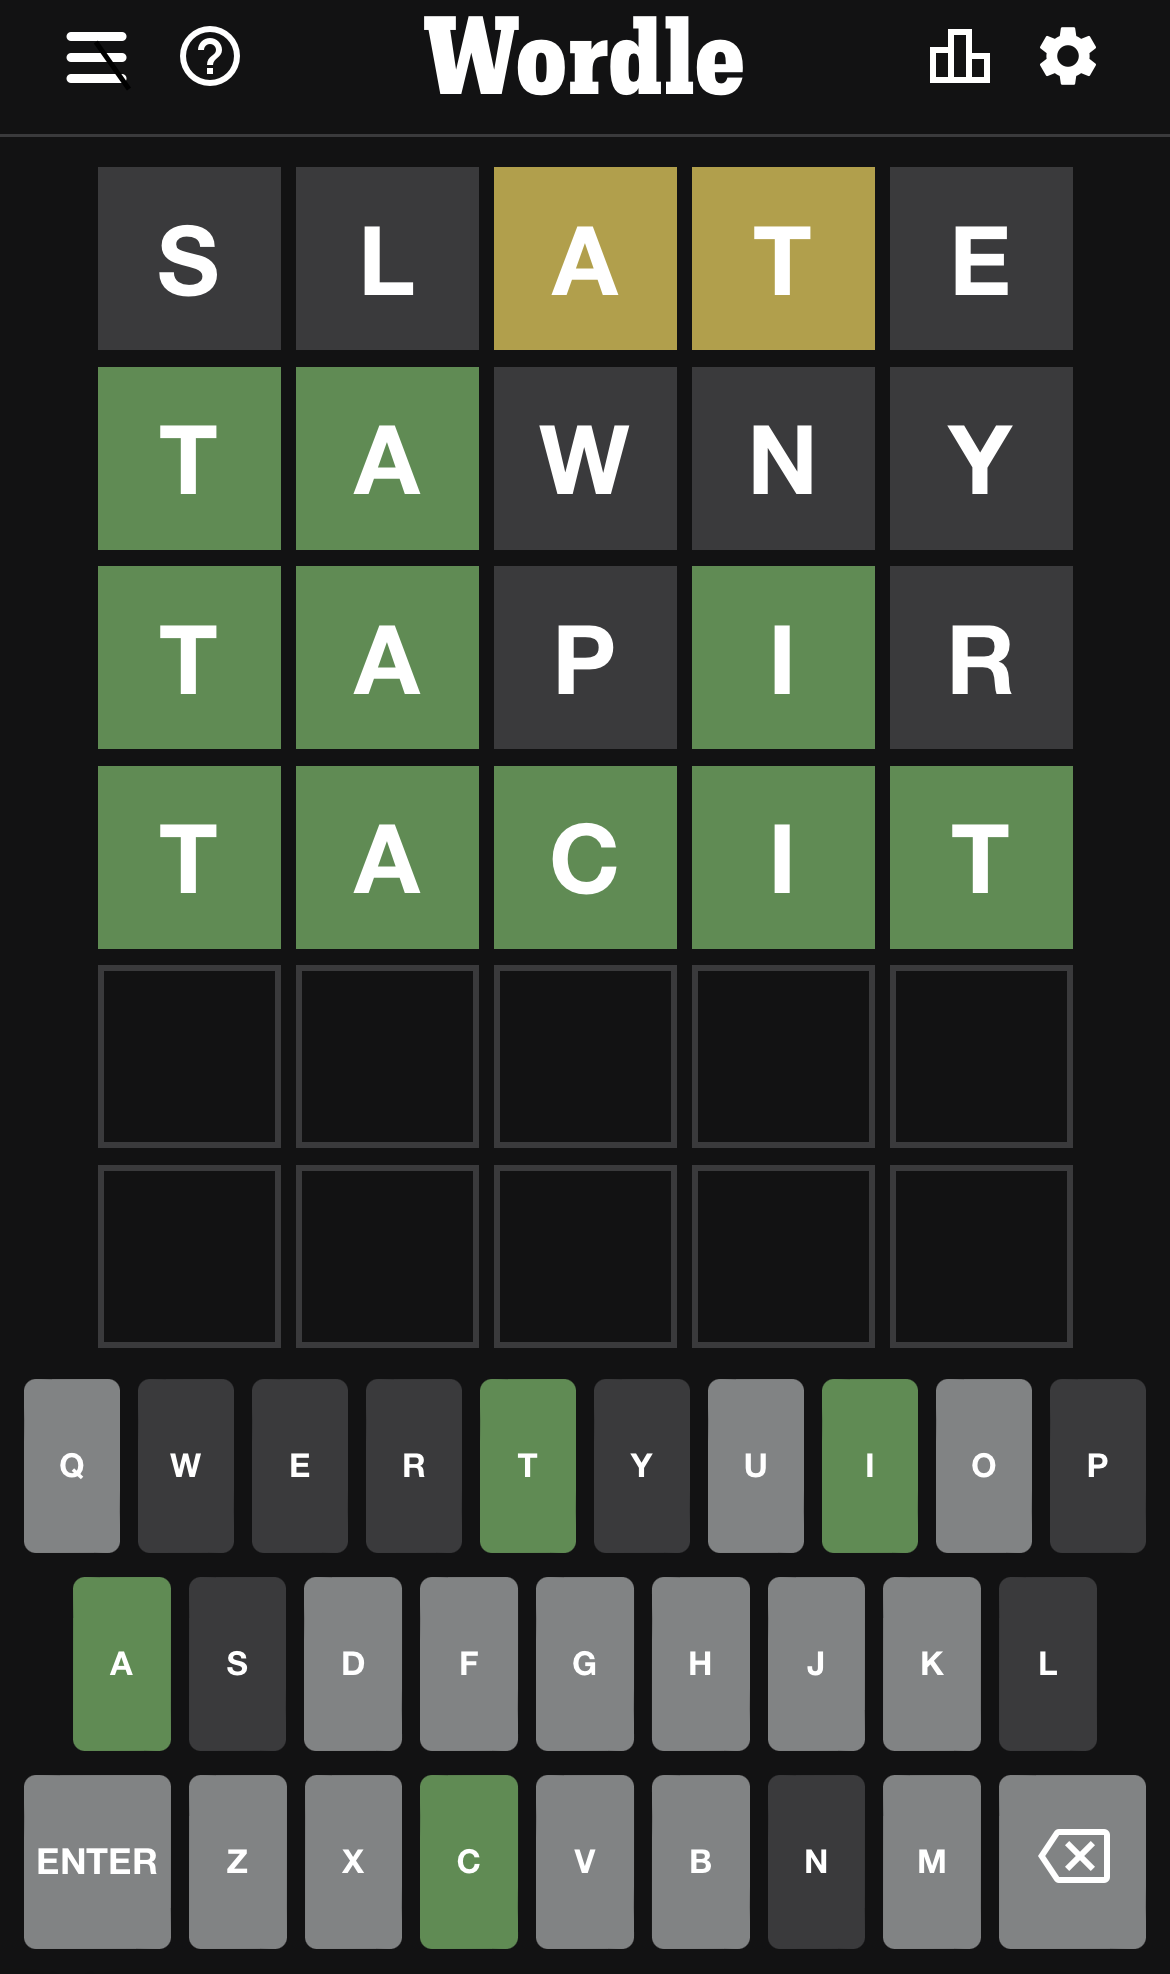 Wordle
S L A T E
T A W N Y
T A P I R
T A C I T
Q W E R T Y U I O P
A S D F G H J K L
ENTER Z X C V B N M